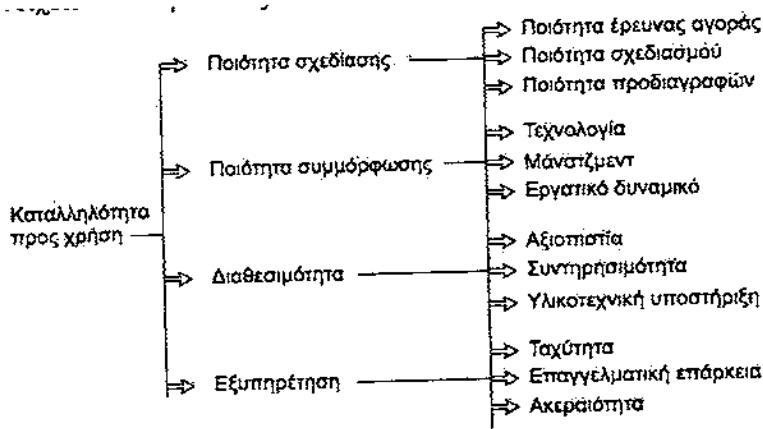 Ποιότητα έρευνας αγοράς
Ποιότητα σχεδίασης
Ποιότητα σχεδιασμού
Ποιότητα προδιαγραφών
Τεχνολογία
Ποιότητα συμμόρφωσης
Μάνατζμεντ
Εργατικό δυναμικό
Καταλληλότητα
προς χρήση
Αξιοπιστία
Διαθεσιμότητα
Συντηρησιμότητα
Υλικοτεχνική υποστήριξη
Ταχύτητα
Εξυπηρέτηση
Επαγγελματική επάρκεια
Ακεραιότητα